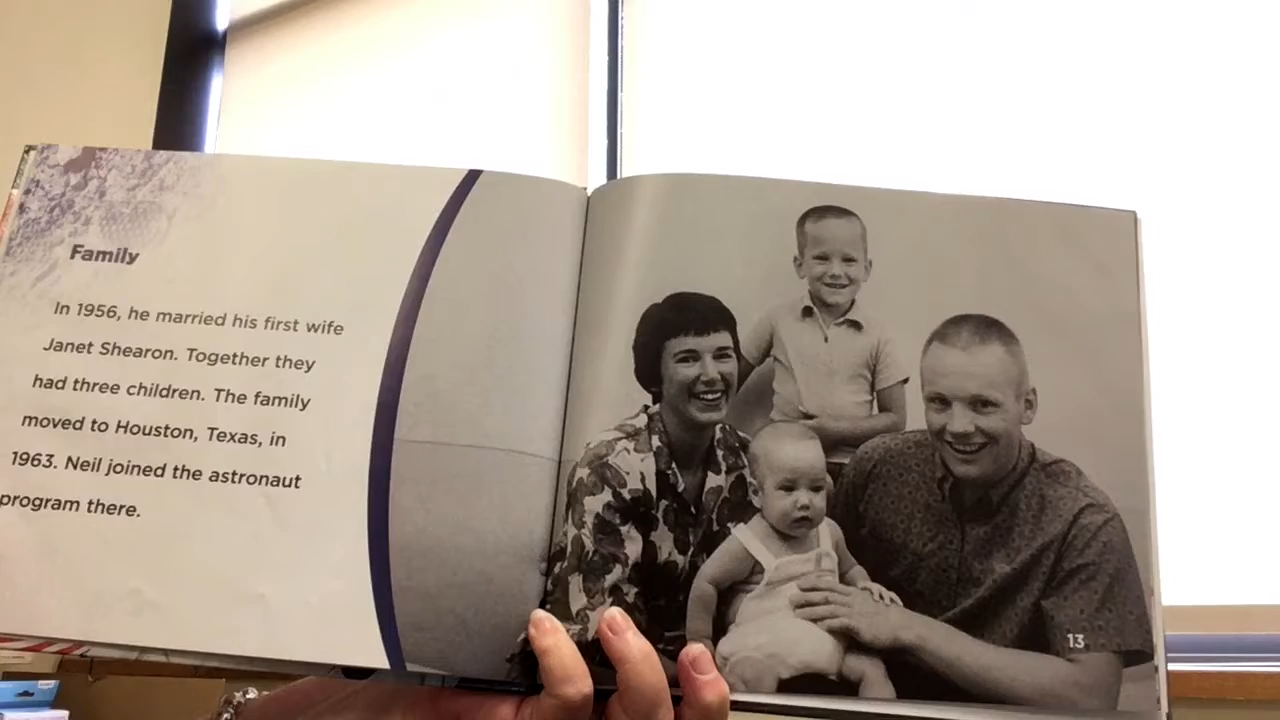 Family
In 1956, he married his first wife
Janet Shearon. Together they
had three children. The family
moved to Houston, Texas, in
1963. Neil joined the astronaut
program there.
13